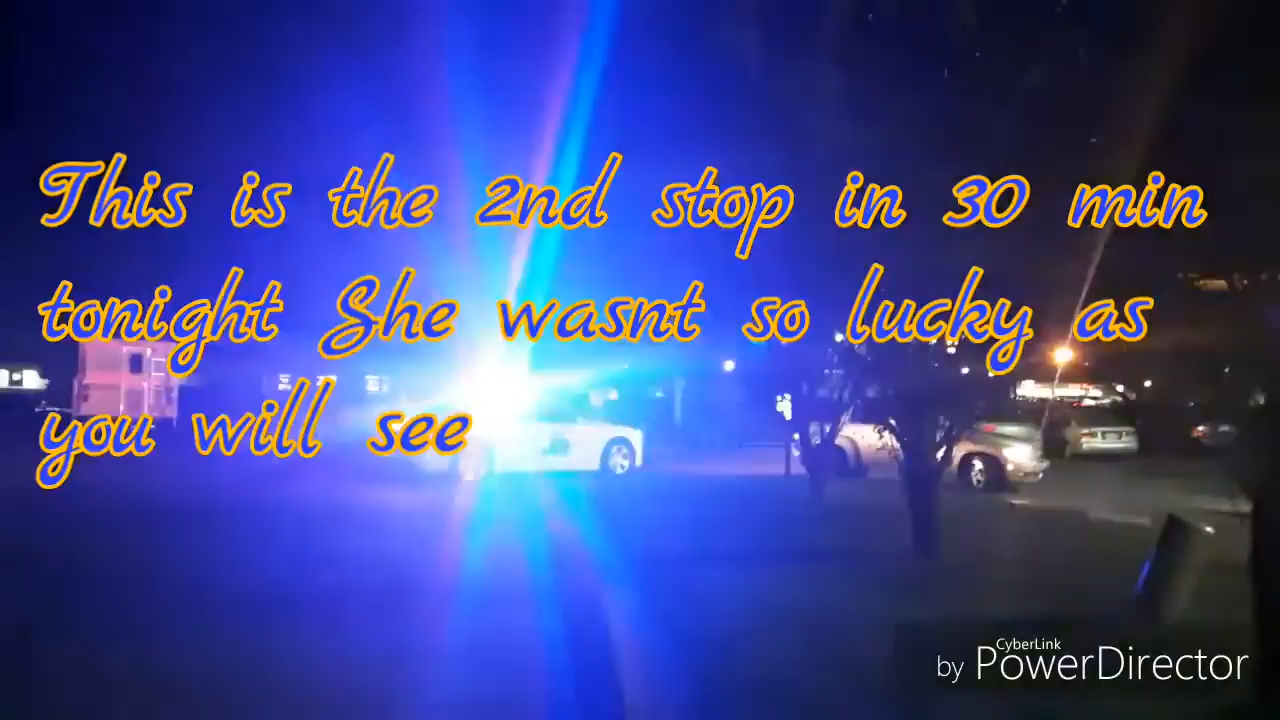 This is the 2nd stop in 30 min
tonight She wasnt so lucky as
you will see
CyberLink
by PowerDirector